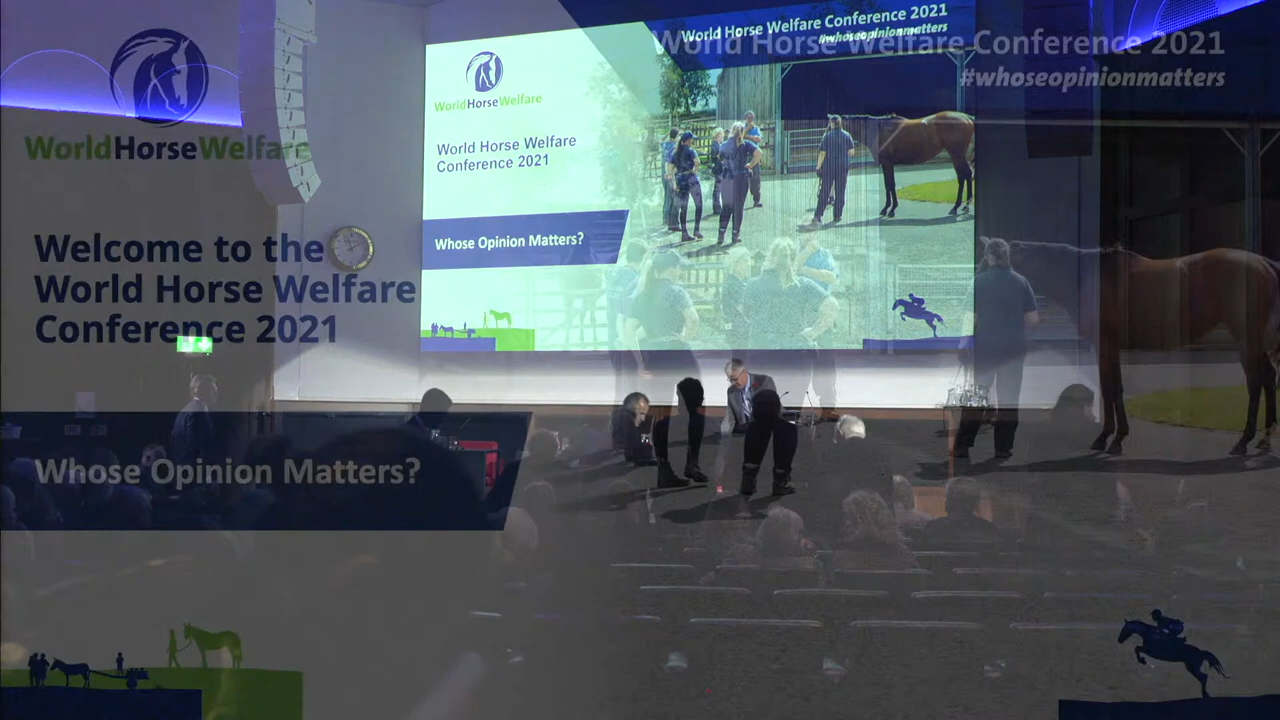 World Horse Welfare Conference 2021
#whoseopinionmatters
WorldHorseWelfare
Welcome to the
World Horse Welfare
Conference 2021
Whose Opinion Matters?
World Horse Welfare Conference 2021
#whoseopinionmatters
WorldHorseWelfare
World Horse Welfare
Conference 2021
Whose Opinion Matters?